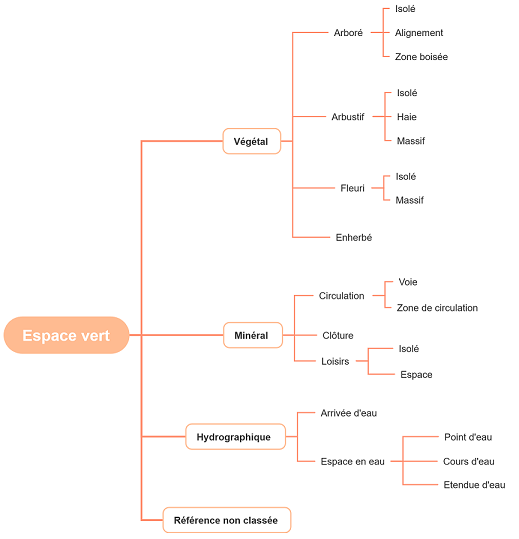 Espace vert
Végétal
Arboré
Isolé
Alignement
Zone boisée
Arbustif
Isolé
Haie
Massif
Fleuri
Isolé
Massif
Enherbé
Minéral
Circulation
Voie
Zone de circulation
Clôture
Loisirs
Isolé
Espace
Hydrographique
Arrivée d'eau
Espace en eau
Point d'eau
Cours d'eau
Etendue d'eau
Référence non classée